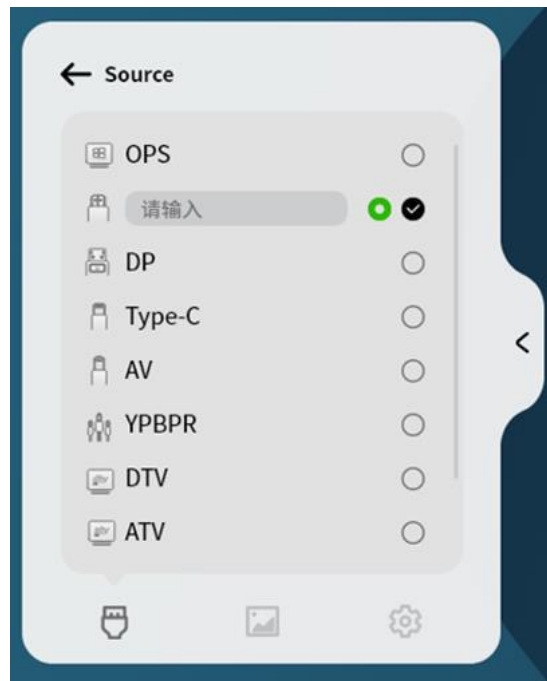 Source
OPS
请输入
DP
Type-C
AV
YPBPR
DTV
ATV